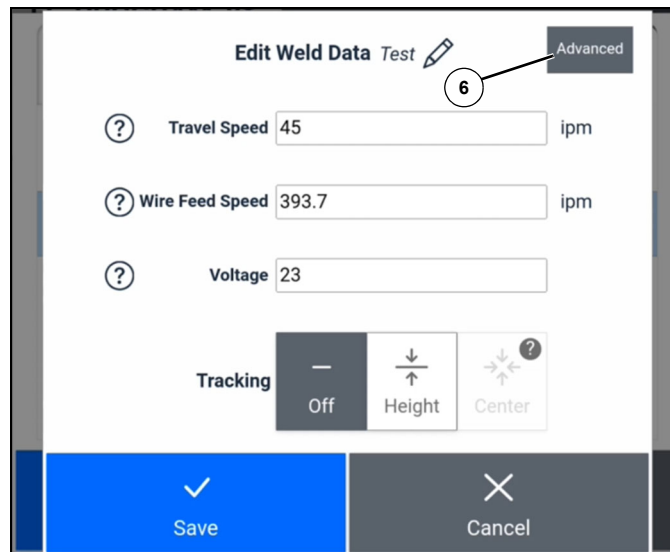 Edit Weld Data Test
Advanced
6
? Travel Speed 45 ipm
? Wire Feed Speed 393.7 ipm
? Voltage 23
Tracking
Off
Height
Center
?
Save
Cancel